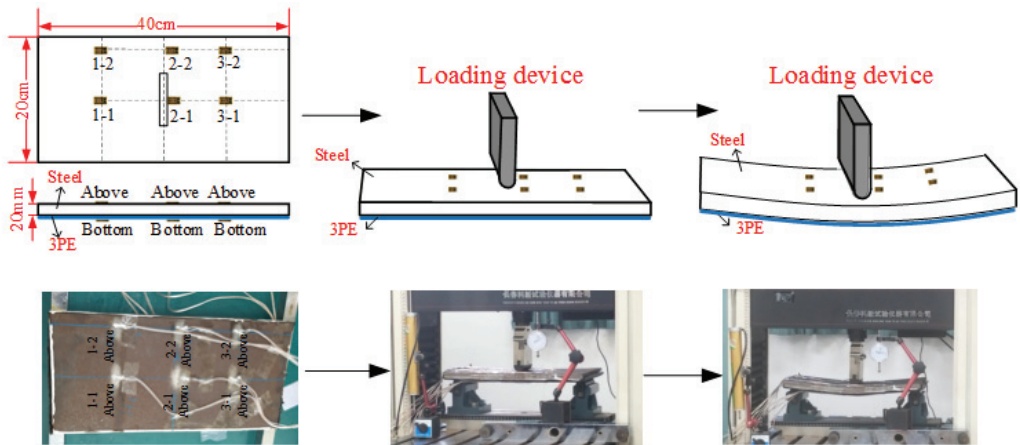 40cm
20cm
1-2
2-2
3-2
1-1
2-1
3-1
Steel
Above
Above
Above
20mm
3PE
Bottom
Bottom
Bottom
Loading device
Steel
3PE
Loading device
Steel
3PE
1-2
Above
2-2
Above
3-2
Above
1-1
Above
2-1
Above
3-1
Above